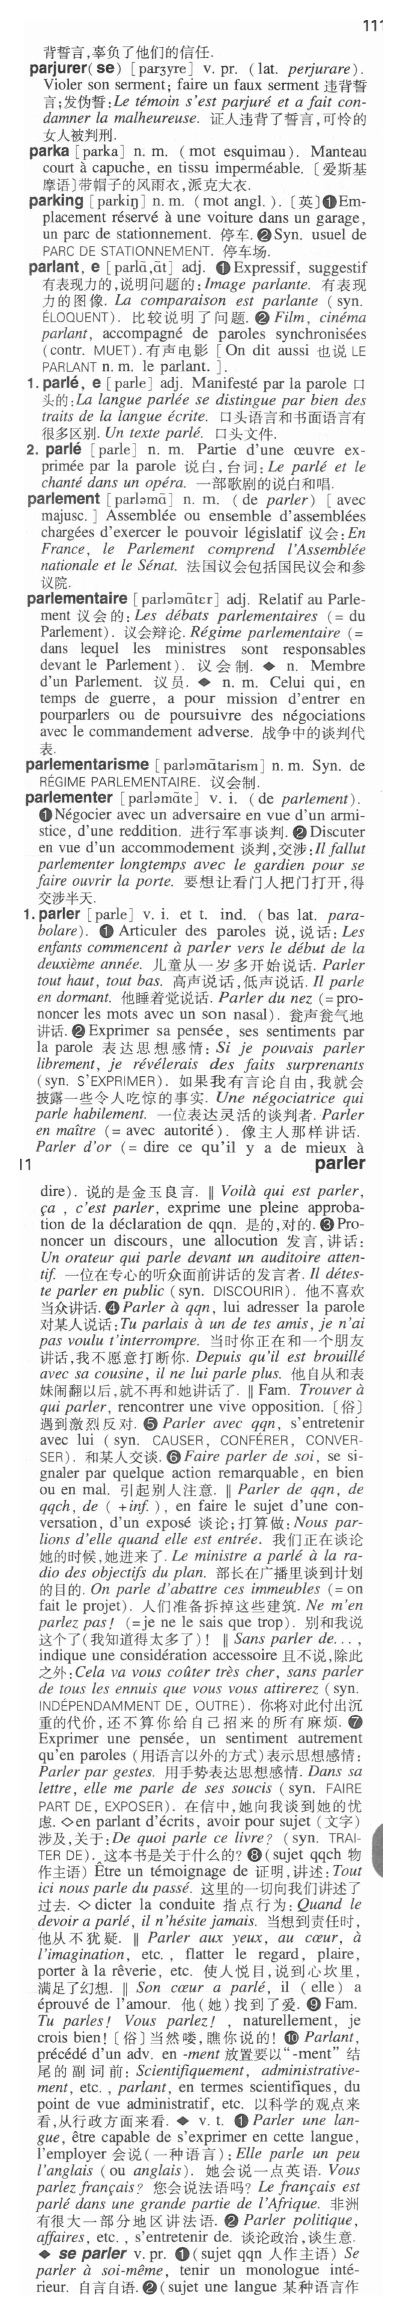 111
背誓言,辜负了他们的信任.
parjurer(se) [parʒyre] v. pr. (lat. perjurare).
Violer son serment; faire un faux serment 违背誓
言;发伪誓:Le témoin s'est parjuré et a fait con-
damner la malheureuse. 证人违背了誓言,可怜的
女人被判刑.
parka [parka] n. m. (mot esquimau). Manteau
court à capuche, en tissu imperméable. 〔爱斯基
摩语〕带帽子的风雨衣,派克大衣.
parking [parkiŋ] n. m. (mot angl.). [英]❶Em-
placement réservé à une voiture dans un garage,
un parc de stationnement. 停车. ❷Syn. usuel de
PARC DE STATIONNEMENT. 停车场.
parlant, e [parlɑ̃,ɑ̃t] adj. ❶Expressif, suggestif
有表现力的,说明问题的:Image parlante. 有表现
力的图像. La comparaison est parlante (syn.
ÉLOQUENT). 比较说明了问题. ❷ Film, cinéma
parlant, accompagné de paroles synchronisées
(contr. MUET).有声电影 [On dit aussi 也说 LE
PARLANT n. m. le parlant.].
1. parlé, e [parle] adj. Manifesté par la parole 口
头的:La langue parlée se distingue par bien des
traits de la langue écrite. 口头语言和书面语言有
很多区别. Un texte parlé. 口头文件.
2. parlé [parle] n. m. Partie d'une œuvre ex-
primée par la parole 说白,台词:Le parlé et le
chanté dans un opéra. 一部歌剧的说白和唱.
parlement [parləmɑ̃] n. m. (de parler) [avec
majusc.] Assemblée ou ensemble d'assemblées
chargées d'exercer le pouvoir législatif 议会:En
France, le Parlement comprend l'Assemblée
nationale et le Sénat. 法国议会包括国民议会和参
议院.
parlementaire [parləmɑ̃tɛr] adj. Relatif au Parle-
ment 议会的: Les débats parlementaires (= du
Parlement). 议会辩论. Régime parlementaire (=
dans lequel les ministres sont responsables
devant le Parlement). 议会制. ◆ n. Membre
d'un Parlement. 议员. ◆ n. m. Celui qui, en
temps de guerre, a pour mission d'entrer en
pourparlers ou de poursuivre des négociations
avec le commandement adverse. 战争中的谈判代
表.
parlementarisme [parləmɑ̃tarism] n. m. Syn. de
RÉGIME PARLEMENTAIRE. 议会制.
parlementer [parləmɑ̃te] v. i. (de parlement).
❶Négocier avec un adversaire en vue d'un armi-
stice, d'une reddition. 进行军事谈判. ❷Discuter
en vue d'un accommodement 谈判,交涉:Il fallut
parlementer longtemps avec le gardien pour se
faire ouvrir la porte. 要想让看门人把门打开,得
交涉半天.
1. parler [parle] v. i. et t. ind. (bas lat. para-
bolare). ❶ Articuler des paroles 说,说话: Les
enfants commencent à parler vers le début de la
deuxième année. 儿童从一岁多开始说话. Parler
tout haut, tout bas. 高声说话,低声说话. Il parle
en dormant. 他睡着觉说话. Parler du nez (=pro-
noncer les mots avec un son nasal). 瓮声瓮气地
讲话. ❷Exprimer sa pensée, ses sentiments par
la parole 表达思想感情: Si je pouvais parler
librement, je révélerais des faits surprenants
(syn. S'EXPRIMER). 如果我有言论自由,我就会
披露一些令人吃惊的事实. Une négociatrice qui
parle habilement. 一位表达灵活的谈判者. Parler
en maître (= avec autorité). 像主人那样讲话.
Parler d'or (= dire ce qu'il y a de mieux à
11 parler
dire). 说的是金玉良言. ‖ Voilà qui est parler,
ça , c'est parler, exprime une pleine approba-
tion de la déclaration de qqn. 是的,对的. ❸Pro-
noncer un discours, une allocution 发言,讲话:
Un orateur qui parle devant un auditoire atten-
tif. 一位在专心的听众面前讲话的发言者. Il détes-
te parler en public (syn. DISCOURIR). 他不喜欢
当众讲话. ❹Parler à qqn, lui adresser la parole
对某人说话:Tu parlais à un de tes amis, je n'ai
pas voulu t'interrompre. 当时你正在和一个朋友
讲话,我不愿意打断你. Depuis qu'il est brouillé
avec sa cousine, il ne lui parle plus. 他自从和表
妹闹翻以后,就不再和她讲话了. ‖ Fam. Trouver à
qui parler, rencontrer une vive opposition. 〔俗〕
遇到激烈反对. ❺ Parler avec qqn, s'entretenir
avec lui (syn. CAUSER, CONFÉRER, CONVER-
SER). 和某人交谈. ❻Faire parler de soi, se si-
gnaler par quelque action remarquable, en bien
ou en mal. 引起别人注意. ‖ Parler de qqn, de
qqch, de (+inf.), en faire le sujet d'une con-
versation, d'un exposé 谈论;打算做: Nous par-
lions d'elle quand elle est entrée. 我们正在谈论
她的时候,她进来了. Le ministre a parlé à la ra-
dio des objectifs du plan. 部长在广播里谈到计划
的目的. On parle d'abattre ces immeubles (=on
fait le projet). 人们准备拆掉这些建筑. Ne m'en
parlez pas! (=je ne le sais que trop). 别和我说
这个了(我知道得太多了)! ‖ Sans parler de...,
indique une considération accessoire 且不说,除此
之外:Cela va vous coûter très cher, sans parler
de tous les ennuis que vous vous attirerez (syn.
INDÉPENDAMMENT DE, OUTRE). 你将对此付出沉
重的代价,还不算你给自己招来的所有麻烦. ❼
Exprimer une pensée, un sentiment autrement
qu'en paroles (用语言以外的方式)表示思想感情:
Parler par gestes. 用手势表达思想感情. Dans sa
lettre, elle me parle de ses soucis (syn. FAIRE
PART DE, EXPOSER). 在信中,她向我谈到她的忧
虑. ◇en parlant d'écrits, avoir pour sujet (文字)
涉及,关于:De quoi parle ce livre? (syn. TRAI-
TER DE). 这本书是关于什么的? ❽(sujet qqch 物
作主语) Être un témoignage de 证明,讲述:Tout
ici nous parle du passé. 这里的一切向我们讲述了
过去. ◇ dicter la conduite 指点行为: Quand le
devoir a parlé, il n'hésite jamais. 当想到责任时,
他从不犹疑. ‖ Parler aux yeux, au cœur, à
l'imagination, etc., flatter le regard, plaire,
porter à la rêverie, etc. 使人悦目,说到心坎里,
满足了幻想. ‖ Son cœur a parlé, il (elle) a
éprouvé de l'amour. 他(她)找到了爱. ❾ Fam.
Tu parles! Vous parlez! , naturellement, je
crois bien! 〔俗〕当然喽,瞧你说的! ❿ Parlant,
précédé d'un adv. en -ment 放置要以“-ment” 结
尾的副词前: Scientifiquement, administrative-
ment, etc., parlant, en termes scientifiques, du
point de vue administratif, etc. 以科学的观点来
看,从行政方面来看. ◆ v. t. ❶ Parler une lan-
gue, être capable de s'exprimer en cette langue,
l'employer 会说(一种语言): Elle parle un peu
l'anglais (ou anglais). 她会说一点英语. Vous
parlez français? 您会说法语吗? Le français est
parlé dans une grande partie de l'Afrique. 非洲
有很大一部分地区讲法语. ❷ Parler politique,
affaires, etc., s'entretenir de. 谈论政治,谈生意.
◆ se parler v. pr. ❶(sujet qqn 人作主语) Se
parler à soi-même, tenir un monologue inté-
rieur. 自言自语. ❷(sujet une langue 某种语言作